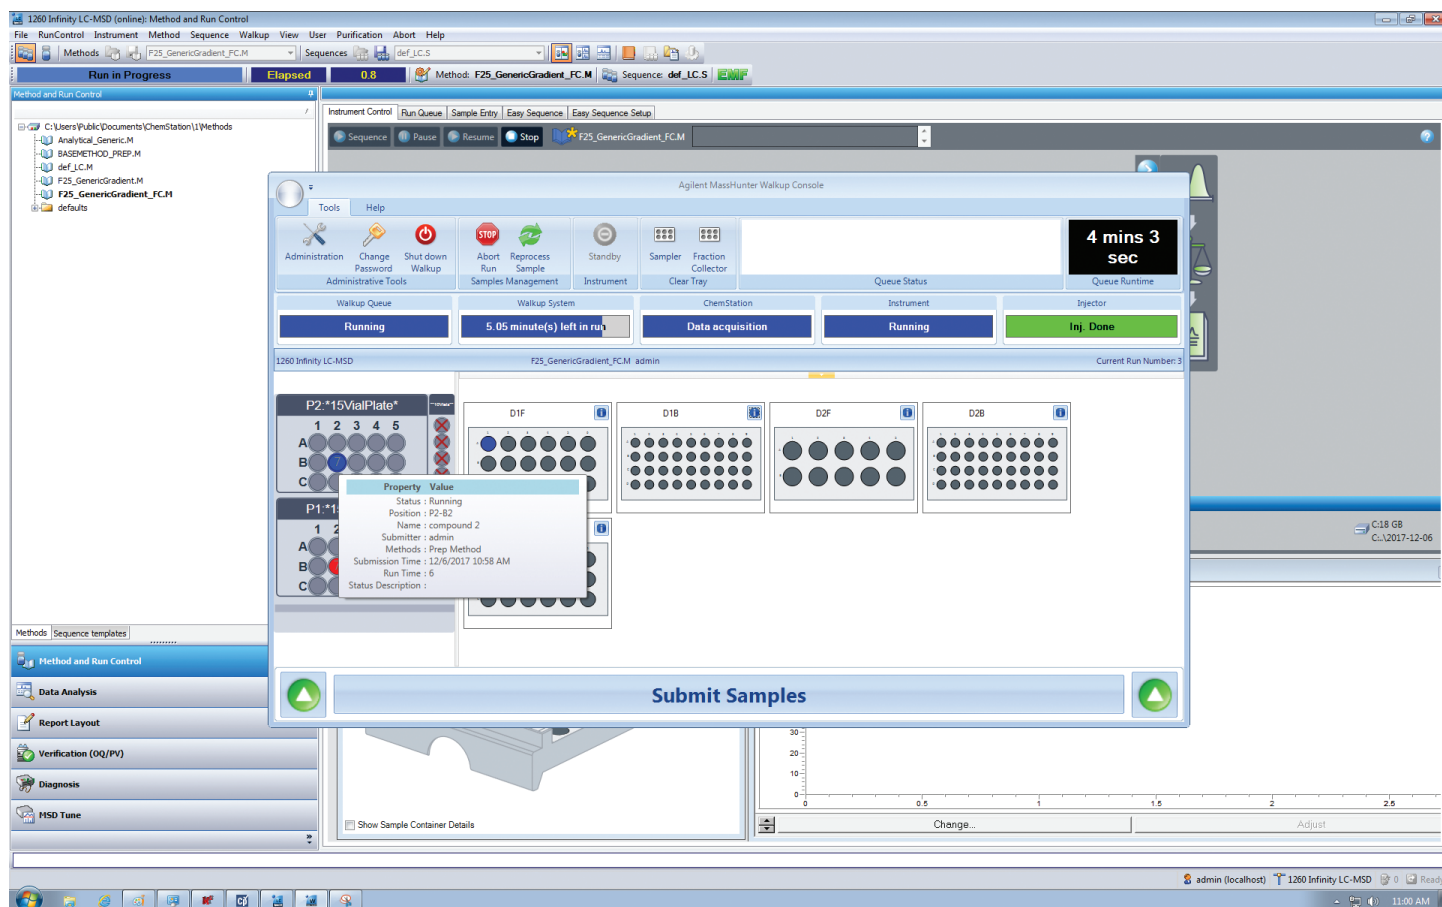 1260 Infinity LC-MSD (online): Method and Run Control
File RunControl Instrument Method Sequence Walkup View User Purification Abort Help
Methods F25_GenericGradient_FC.M Sequences def_LC.S
Run in Progress Elapsed 0.8 Method: F25_GenericGradient_FC.M Sequence: def_LC.S EMF
Method and Run Control
Instrument Control Run Queue Sample Entry Easy Sequence Easy Sequence Setup
Sequence Pause Resume Stop F25_GenericGradient_FC.M
C:\Users\Public\Documents\ChemStation\1\Methods
Analytical_Generic.M
BASEMETHOD_PREP.M
def_LC.M
F25_GenericGradient.M
F25_GenericGradient_FC.M
defaults
Agilent MassHunter Walkup Console
Tools Help
Administration Change Password Shut down Walkup
Administrative Tools
STOP
Abort Run Reprocess Sample
Samples Management
Standby
Instrument
Sampler Fraction Collector
Clear Tray
Queue Status
4 mins 3 sec
Queue Runtime
Walkup Queue Walkup System ChemStation Instrument Injector
Running 5.05 minute(s) left in run Data acquisition Running Inj. Done
1260 Infinity LC-MSD F25_GenericGradient_FC.M admin Current Run Number: 3
P2:*15VialPlate*
1 2 3 4 5
A
B 7
C
P1:*1
1 2
A
B
C
D1F D1B D2F D2B
Property Value
Status : Running
Position : P2-B2
Name : compound 2
Submitter : admin
Methods : Prep Method
Submission Time : 12/6/2017 10:58 AM
Run Time : 6
Status Description :
Submit Samples
C:18 GB
C:..\2017-12-06
Methods Sequence templates
Method and Run Control
Data Analysis
Report Layout
Verification (OQ/PV)
Diagnosis
MSD Tune
Show Sample Container Details
30
20
10
0
0 0.5 1 1.5 2 2.5
Change... Adjust
admin (localhost) 1260 Infinity LC-MSD 0 Ready
11:00 AM